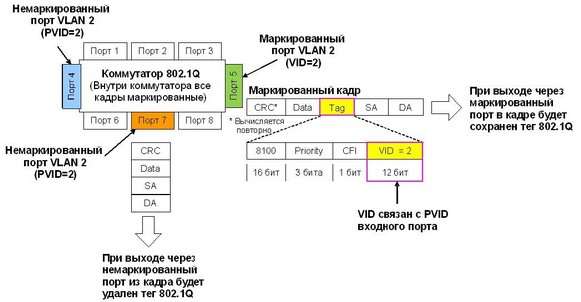 Немаркированный
порт VLAN 2
(PVID=2)
Порт 1
Порт 2
Порт 3
Маркированный
порт VLAN 2
(VID=2)
Порт 4
Коммутатор 802.1Q
(Внутри коммутатора все
кадры маркированные)
Порт 5
Порт 6
Порт 7
Порт 8
Маркированный кадр
CRC*
Data
Tag
SA
DA
* Вычисляется
повторно
При выходе через
маркированный
порт в кадре будет
сохранен тег 802.1Q
Немаркированный
порт VLAN 2
(PVID=2)
8100
Priority
CFI
VID = 2
16 бит
3 бита
1 бит
12 бит
VID связан с PVID
входного порта
CRC
Data
SA
DA
При выходе через
немаркированный
порт из кадра будет
удален тег 802.1Q